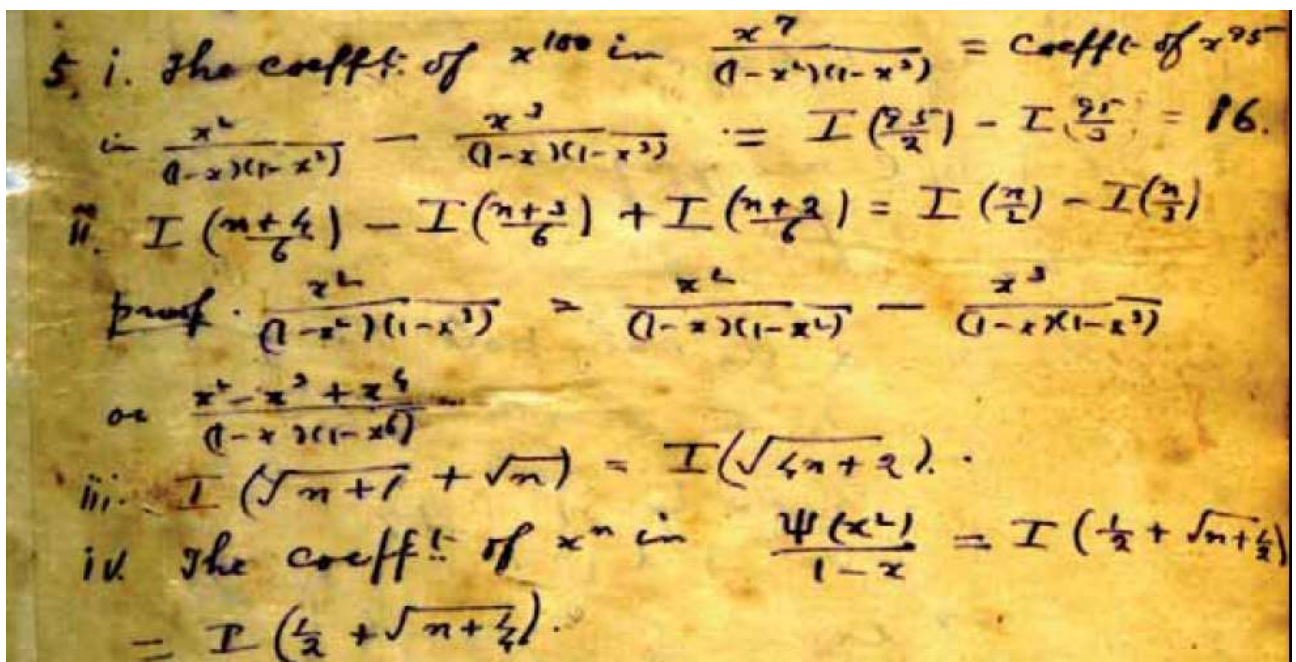 5. i. The coefft: of x^100 in x^7/((1-x^2)(1-x^3)) = coefft of x^95
in x^2/((1-x)(1-x^2)) - x^3/((1-x)(1-x^3)) = I(95/2) - I(95/3) = 16.
ii. I((n+4)/6) - I((n+3)/6) + I((n+2)/6) = I(n/2) - I(n/3)
proof. x^2/((1-x^2)(1-x^3)) = x^2/((1-x)(1-x^2)) - x^3/((1-x)(1-x^3))
or (x^2-x^3+x^4)/((1-x)(1-x^6))
iii. I(√(n+1) + √n) = I(√(4n+2)).
iv. The coefft: of x^n in Ψ(x^2)/(1-x) = I(1/2 + √(n+1/2))
= I(1/2 + √(n+1/4)).